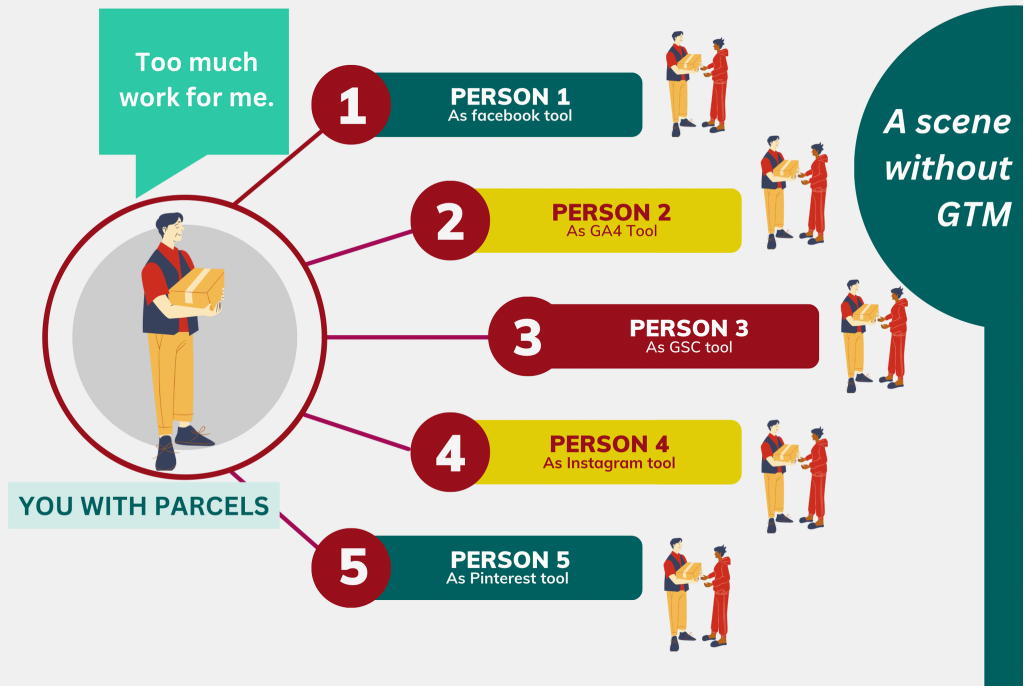 Too much
work for me.
1
PERSON 1
As facebook tool
A scene
without
GTM
2
PERSON 2
As GA4 Tool
3
PERSON 3
As GSC tool
4
PERSON 4
As Instagram tool
YOU WITH PARCELS
5
PERSON 5
As Pinterest tool